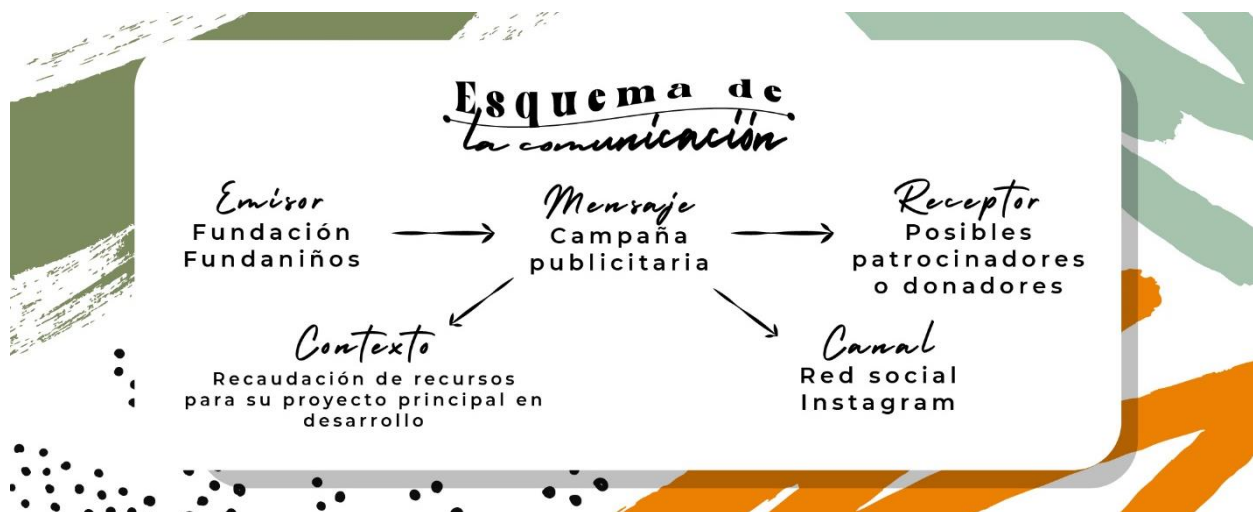 Esquema de
la comunicación
Emisor
Fundación
Fundaniños
Mensaje
Campaña
publicitaria
Receptor
Posibles
patrocinadores
o donadores
Contexto
Recaudación de recursos
para su proyecto principal en
desarrollo
Canal
Red social
Instagram